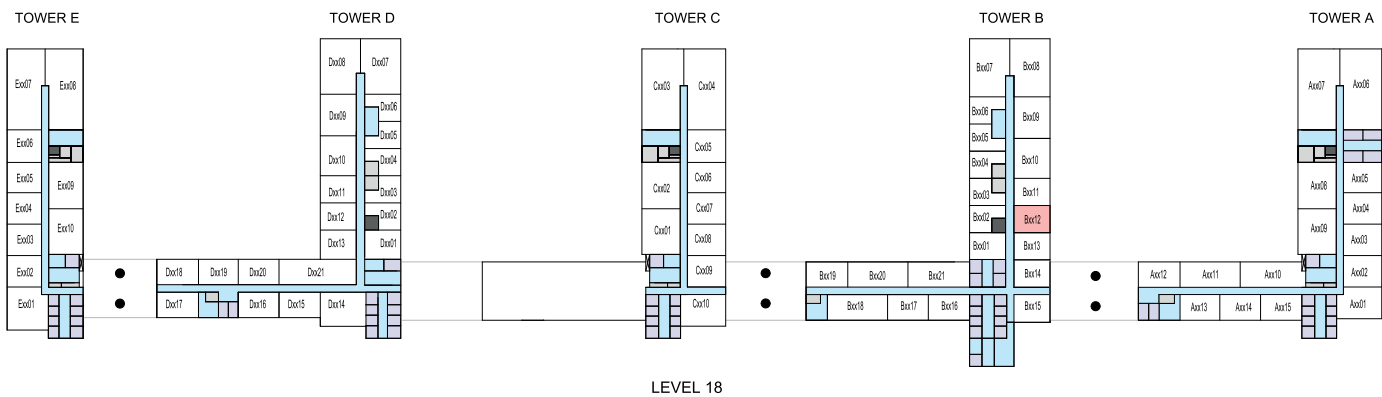 TOWER E
TOWER D
TOWER C
TOWER B
TOWER A
Exx07
Exx08
Exx06
Exx05
Exx09
Exx04
Exx03
Exx10
Exx02
Exx01
Dxx08
Dxx07
Dxx09
Dxx06
Dxx05
Dxx10
Dxx04
Dxx11
Dxx03
Dxx12
Dxx02
Dxx13
Dxx01
Dxx18
Dxx19
Dxx20
Dxx21
Dxx17
Dxx16
Dxx15
Dxx14
Cxx03
Cxx04
Cxx05
Cxx02
Cxx06
Cxx07
Cxx01
Cxx08
Cxx09
Cxx10
Bxx07
Bxx08
Bxx06
Bxx09
Bxx05
Bxx04
Bxx10
Bxx03
Bxx11
Bxx02
Bxx12
Bxx01
Bxx13
Bxx19
Bxx20
Bxx21
Bxx14
Bxx18
Bxx17
Bxx16
Bxx15
Axx07
Axx06
Axx08
Axx05
Axx04
Axx09
Axx03
Axx12
Axx11
Axx10
Axx02
Axx13
Axx14
Axx15
Axx01
LEVEL 18